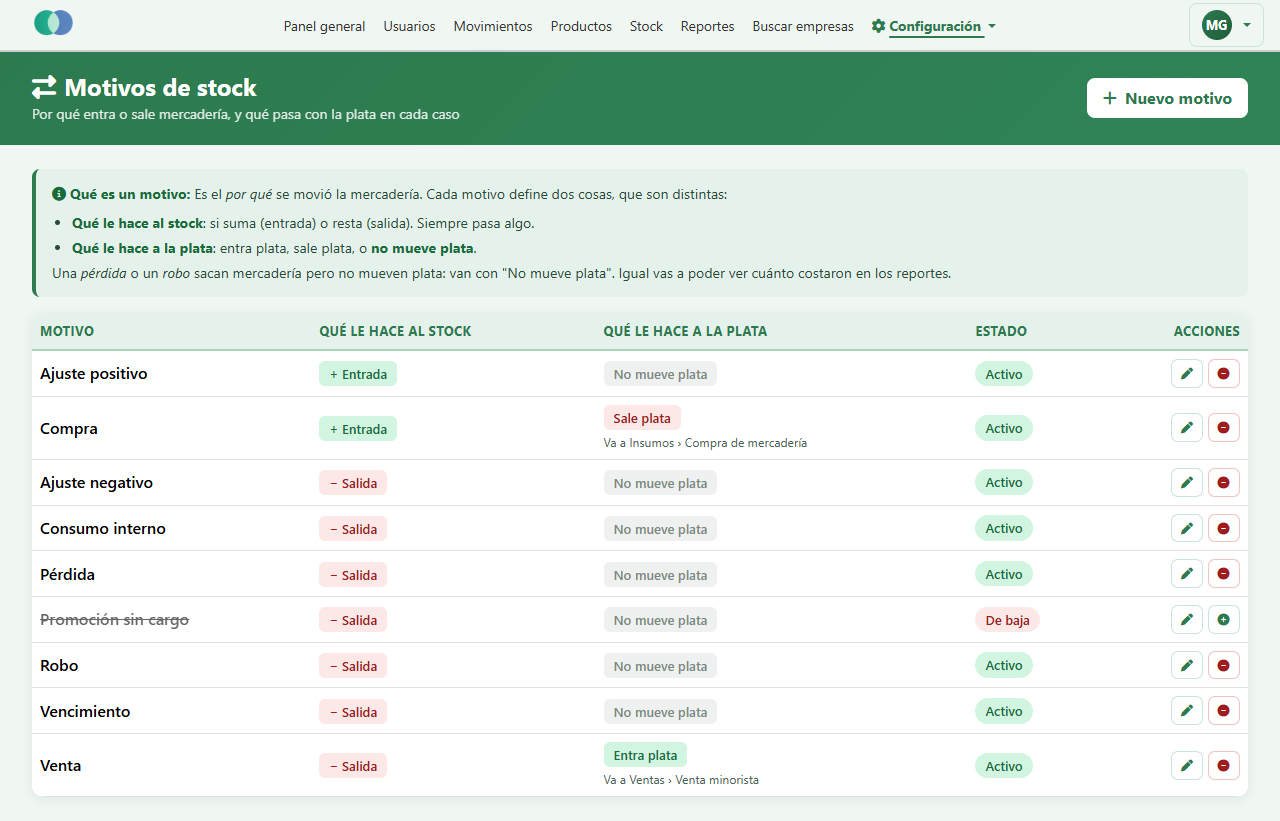 Panel general Usuarios Movimientos Productos Stock Reportes Buscar empresas Configuración MG
Motivos de stock
Por qué entra o sale mercadería, y qué pasa con la plata en cada caso
+ Nuevo motivo
Qué es un motivo: Es el por qué se movió la mercadería. Cada motivo define dos cosas, que son distintas:
• Qué le hace al stock: si suma (entrada) o resta (salida). Siempre pasa algo.
• Qué le hace a la plata: entra plata, sale plata, o no mueve plata.
Una pérdida o un robo sacan mercadería pero no mueven plata: van con "No mueve plata". Igual vas a poder ver cuánto costaron en los reportes.
MOTIVO QUÉ LE HACE AL STOCK QUÉ LE HACE A LA PLATA ESTADO ACCIONES
Ajuste positivo + Entrada No mueve plata Activo
Compra + Entrada Sale plata Activo
Va a Insumos › Compra de mercadería
Ajuste negativo − Salida No mueve plata Activo
Consumo interno − Salida No mueve plata Activo
Pérdida − Salida No mueve plata Activo
Promoción sin cargo − Salida No mueve plata De baja
Robo − Salida No mueve plata Activo
Vencimiento − Salida No mueve plata Activo
Venta − Salida Entra plata Activo
Va a Ventas › Venta minorista